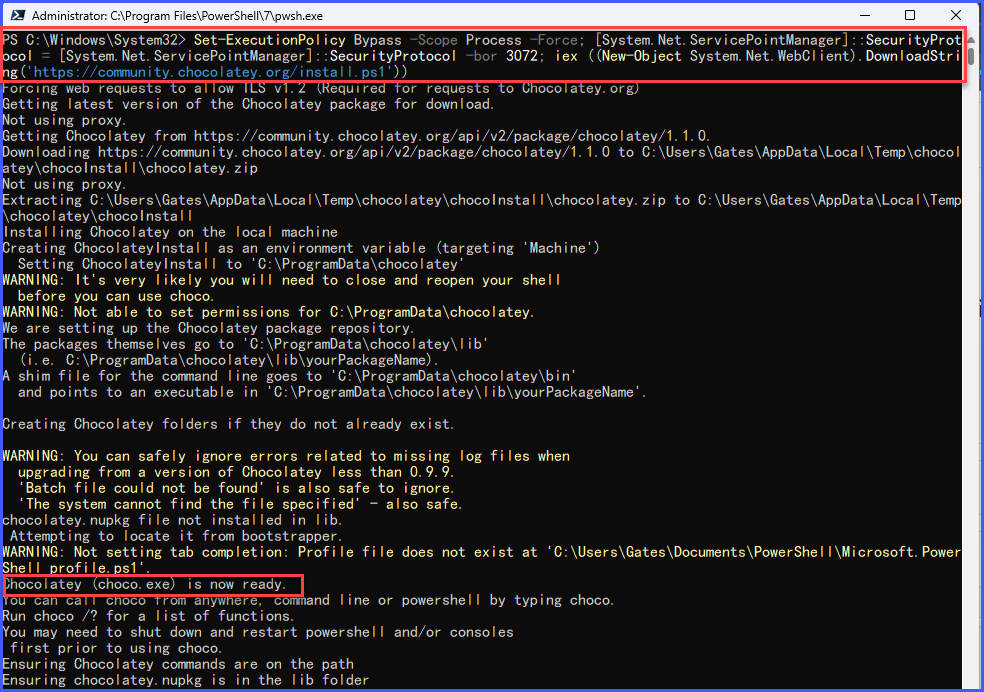 Administrator: C:\Program Files\PowerShell\7\pwsh.exe
PS C:\Windows\System32> Set-ExecutionPolicy Bypass -Scope Process -Force; [System.Net.ServicePointManager]::SecurityProt
ocol = [System.Net.ServicePointManager]::SecurityProtocol -bor 3072; iex ((New-Object System.Net.WebClient).DownloadStri
ng('https://community.chocolatey.org/install.ps1'))
Forcing web requests to allow TLS v1.2 (Required for requests to Chocolatey.org)
Getting latest version of the Chocolatey package for download.
Not using proxy.
Getting Chocolatey from https://community.chocolatey.org/api/v2/package/chocolatey/1.1.0.
Downloading https://community.chocolatey.org/api/v2/package/chocolatey/1.1.0 to C:\Users\Gates\AppData\Local\Temp\chocol
atey\chocoInstall\chocolatey.zip
Not using proxy.
Extracting C:\Users\Gates\AppData\Local\Temp\chocolatey\chocoInstall\chocolatey.zip to C:\Users\Gates\AppData\Local\Temp
\chocolatey\chocoInstall
Installing Chocolatey on the local machine
Creating ChocolateyInstall as an environment variable (targeting 'Machine')
  Setting ChocolateyInstall to 'C:\ProgramData\chocolatey'
WARNING: It's very likely you will need to close and reopen your shell
  before you can use choco.
WARNING: Not able to set permissions for C:\ProgramData\chocolatey.
We are setting up the Chocolatey package repository.
The packages themselves go to 'C:\ProgramData\chocolatey\lib'
  (i.e. C:\ProgramData\chocolatey\lib\yourPackageName).
A shim file for the command line goes to 'C:\ProgramData\chocolatey\bin'
  and points to an executable in 'C:\ProgramData\chocolatey\lib\yourPackageName'.
Creating Chocolatey folders if they do not already exist.
WARNING: You can safely ignore errors related to missing log files when
  upgrading from a version of Chocolatey less than 0.9.9.
  'Batch file could not be found' is also safe to ignore.
  'The system cannot find the file specified' - also safe.
chocolatey.nupkg file not installed in lib.
 Attempting to locate it from bootstrapper.
WARNING: Not setting tab completion: Profile file does not exist at 'C:\Users\Gates\Documents\PowerShell\Microsoft.Power
Shell_profile.ps1'.
Chocolatey (choco.exe) is now ready.
You can call choco from anywhere, command line or powershell by typing choco.
Run choco /? for a list of functions.
You may need to shut down and restart powershell and/or consoles
 first prior to using choco.
Ensuring Chocolatey commands are on the path
Ensuring chocolatey.nupkg is in the lib folder